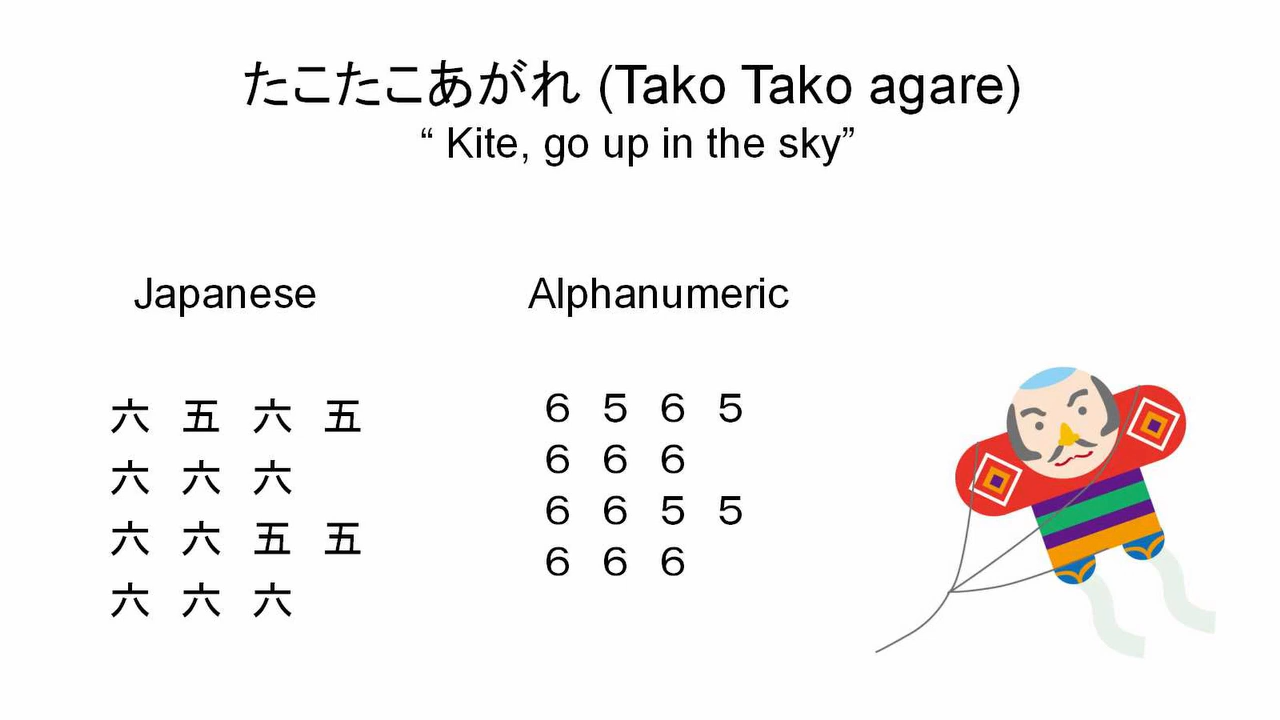 たこたこあがれ (Tako Tako agare)
“ Kite, go up in the sky”
Japanese
六 五 六 五
六 六 六
六 六 五 五
六 六 六
Alphanumeric
６ ５ ６ ５
６ ６ ６
６ ６ ５ ５
６ ６ ６